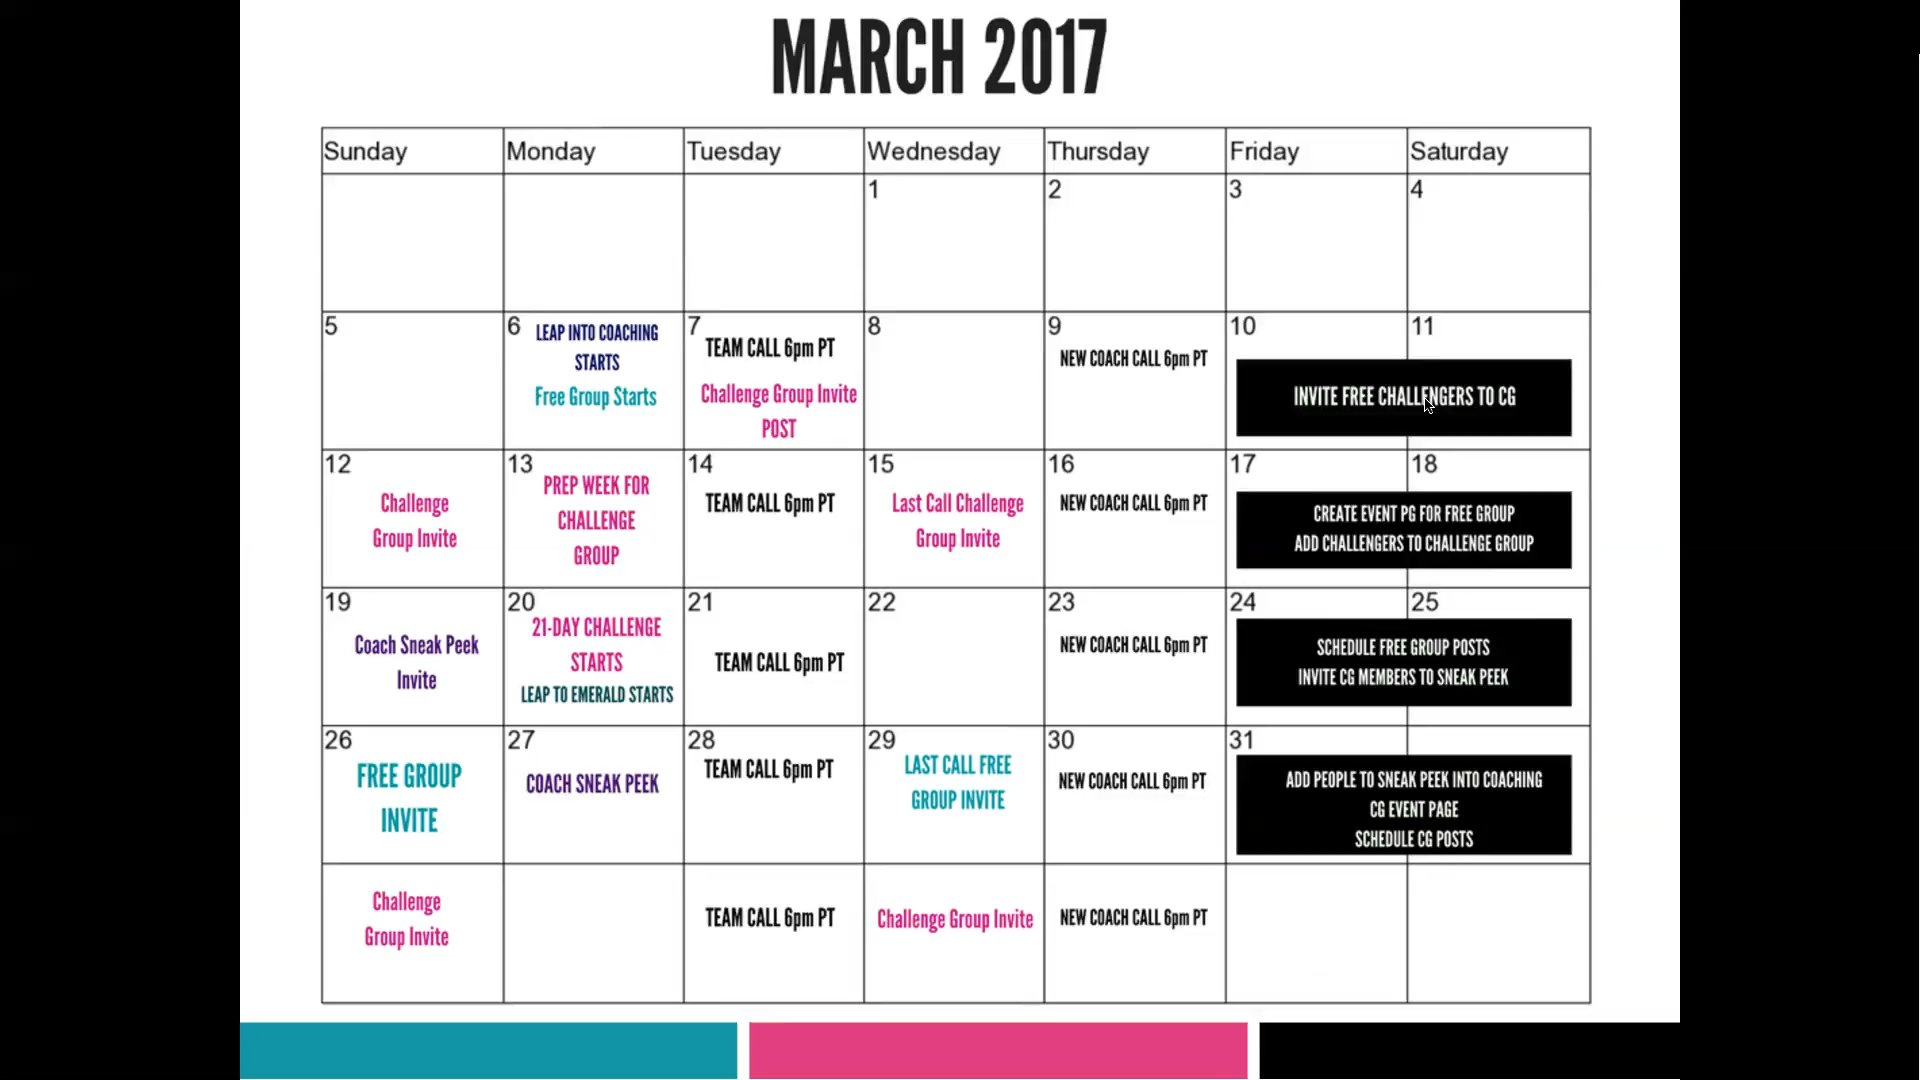 MARCH 2017
Sunday Monday Tuesday Wednesday Thursday Friday Saturday
1 2 3 4
5
6 LEAP INTO COACHING
STARTS
Free Group Starts
7
TEAM CALL 6pm PT
Challenge Group Invite
POST
8
9
NEW COACH CALL 6pm PT
10 11
INVITE FREE CHALLENGERS TO CG
12
Challenge
Group Invite
13
PREP WEEK FOR
CHALLENGE
GROUP
14
TEAM CALL 6pm PT
15
Last Call Challenge
Group Invite
16
NEW COACH CALL 6pm PT
17 18
CREATE EVENT PG FOR FREE GROUP
ADD CHALLENGERS TO CHALLENGE GROUP
19
Coach Sneak Peek
Invite
20
21-DAY CHALLENGE
STARTS
LEAP TO EMERALD STARTS
21
TEAM CALL 6pm PT
22
23
NEW COACH CALL 6pm PT
24 25
SCHEDULE FREE GROUP POSTS
INVITE CG MEMBERS TO SNEAK PEEK
26
FREE GROUP
INVITE
27
COACH SNEAK PEEK
28
TEAM CALL 6pm PT
29
LAST CALL FREE
GROUP INVITE
30
NEW COACH CALL 6pm PT
31
ADD PEOPLE TO SNEAK PEEK INTO COACHING
CG EVENT PAGE
SCHEDULE CG POSTS
Challenge
Group Invite
TEAM CALL 6pm PT
Challenge Group Invite
NEW COACH CALL 6pm PT